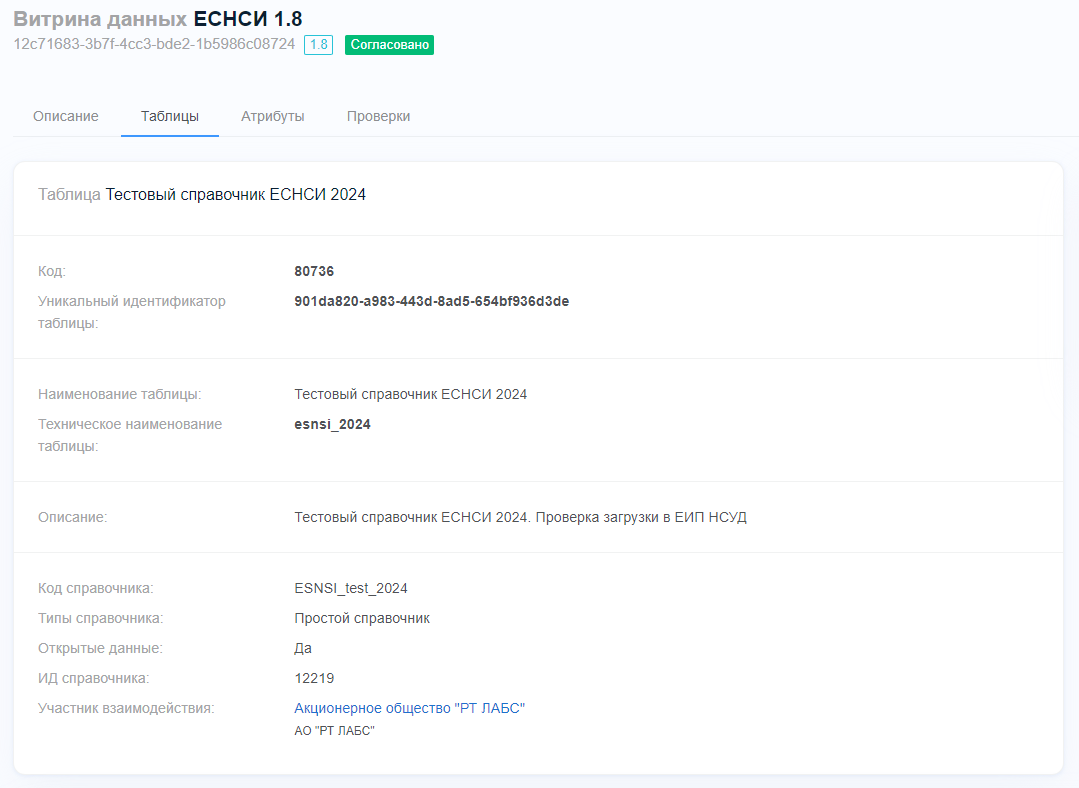 Витрина данных ЕСНСИ 1.8
12c71683-3b7f-4cc3-bde2-1b5986c08724 1.8 Согласовано
Описание Таблицы Атрибуты Проверки
Таблица Тестовый справочник ЕСНСИ 2024
Код: 80736
Уникальный идентификатор 901da820-a983-443d-8ad5-654bf936d3de
таблицы:
Наименование таблицы: Тестовый справочник ЕСНСИ 2024
Техническое наименование esnsi_2024
таблицы:
Описание: Тестовый справочник ЕСНСИ 2024. Проверка загрузки в ЕИП НСУД
Код справочника: ESNSI_test_2024
Типы справочника: Простой справочник
Открытые данные: Да
ИД справочника: 12219
Участник взаимодействия: Акционерное общество "РТ ЛАБС"
АО "РТ ЛАБС"